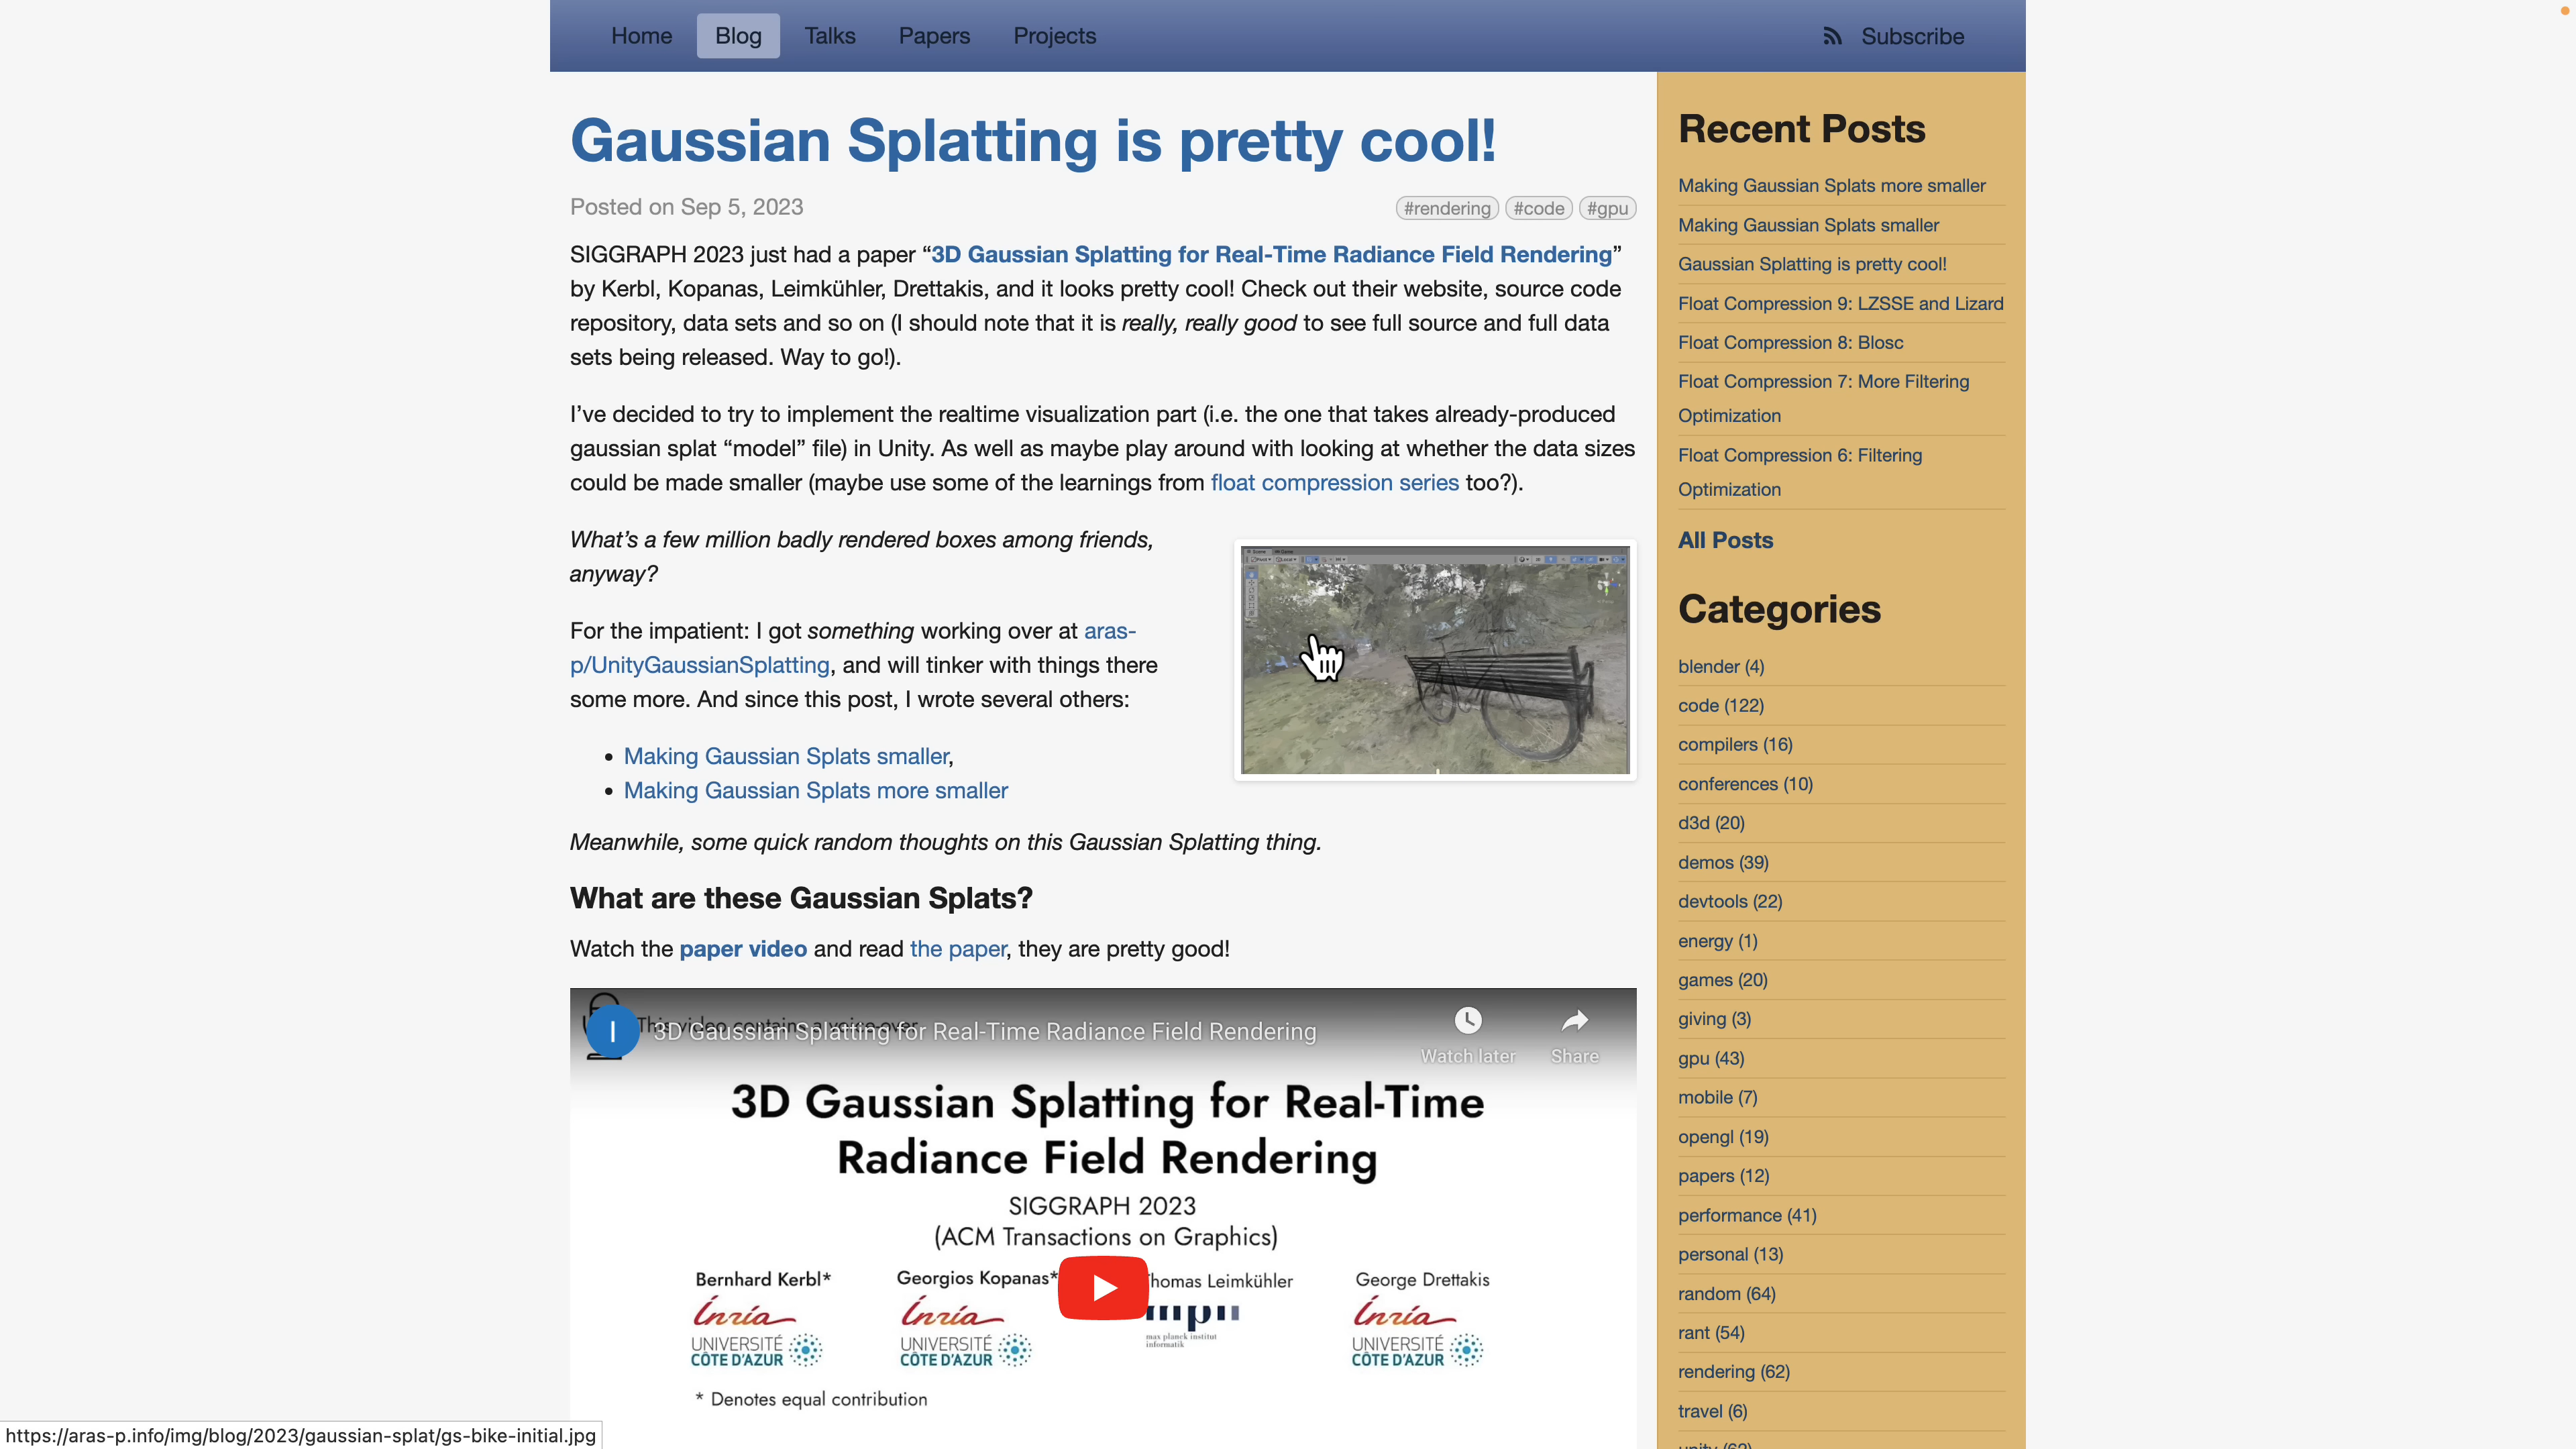 Home
Blog
Talks
Papers
Projects
Subscribe
Gaussian Splatting is pretty cool!
Posted on Sep 5, 2023
#rendering #code #gpu
SIGGRAPH 2023 just had a paper “3D Gaussian Splatting for Real-Time Radiance Field Rendering”
by Kerbl, Kopanas, Leimkühler, Drettakis, and it looks pretty cool! Check out their website, source code
repository, data sets and so on (I should note that it is really, really good to see full source and full data
sets being released. Way to go!).
I’ve decided to try to implement the realtime visualization part (i.e. the one that takes already-produced
gaussian splat “model” file) in Unity. As well as maybe play around with looking at whether the data sizes
could be made smaller (maybe use some of the learnings from float compression series too?).
What’s a few million badly rendered boxes among friends,
anyway?
For the impatient: I got something working over at aras-
p/UnityGaussianSplatting, and will tinker with things there
some more. And since this post, I wrote several others:
• Making Gaussian Splats smaller,
• Making Gaussian Splats more smaller
Meanwhile, some quick random thoughts on this Gaussian Splatting thing.
What are these Gaussian Splats?
Watch the paper video and read the paper, they are pretty good!
This video contains a voice-over
I
3D Gaussian Splatting for Real-Time Radiance Field Rendering
Watch later
Share
3D Gaussian Splatting for Real-Time
Radiance Field Rendering
SIGGRAPH 2023
(ACM Transactions on Graphics)
Bernhard Kerbl*
Georgios Kopanas*
Thomas Leimkühler
George Drettakis
Inria
UNIVERSITÉ
CÔTE D'AZUR
Inria
UNIVERSITÉ
CÔTE D'AZUR
mpi
max planck institut
informatik
Inria
UNIVERSITÉ
CÔTE D'AZUR
* Denotes equal contribution
Recent Posts
Making Gaussian Splats more smaller
Making Gaussian Splats smaller
Gaussian Splatting is pretty cool!
Float Compression 9: LZSSE and Lizard
Float Compression 8: Blosc
Float Compression 7: More Filtering
Optimization
Float Compression 6: Filtering
Optimization
All Posts
Categories
blender (4)
code (122)
compilers (16)
conferences (10)
d3d (20)
demos (39)
devtools (22)
energy (1)
games (20)
giving (3)
gpu (43)
mobile (7)
opengl (19)
papers (12)
performance (41)
personal (13)
random (64)
rant (54)
rendering (62)
travel (6)
https://aras-p.info/img/blog/2023/gaussian-splat/gs-bike-initial.jpg